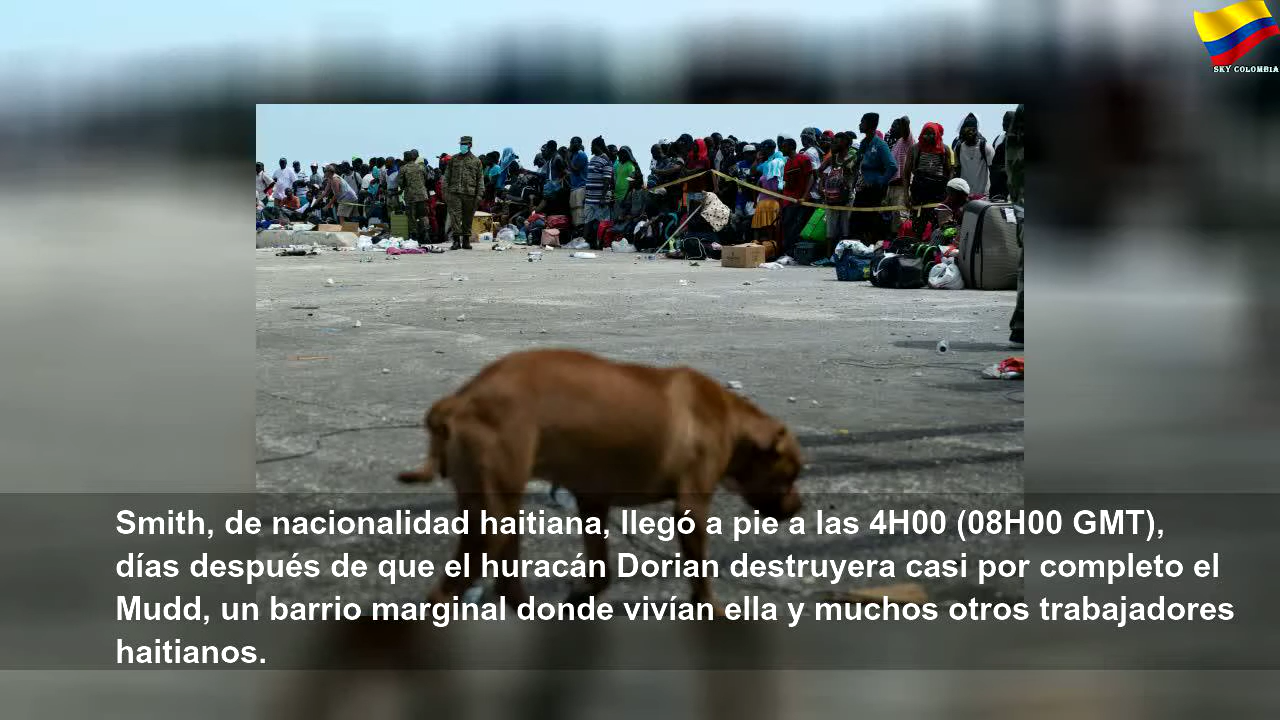 SKY COLOMBIA
Smith, de nacionalidad haitiana, llegó a pie a las 4H00 (08H00 GMT),
días después de que el huracán Dorian destruyera casi por completo el
Mudd, un barrio marginal donde vivían ella y muchos otros trabajadores
haitianos.